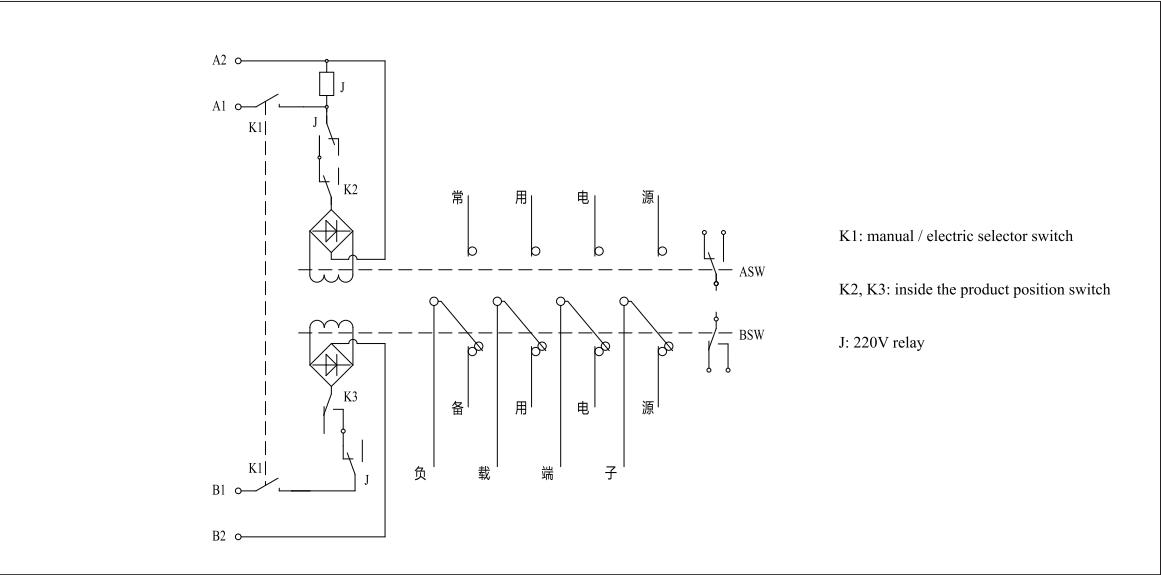 A2
J
A1
K1
J
K2
常 用 电 源
ASW
BSW
K3
备 用 电 源
K1
J
负 载 端 子
B1
B2
K1: manual / electric selector switch
K2, K3: inside the product position switch
J: 220V relay